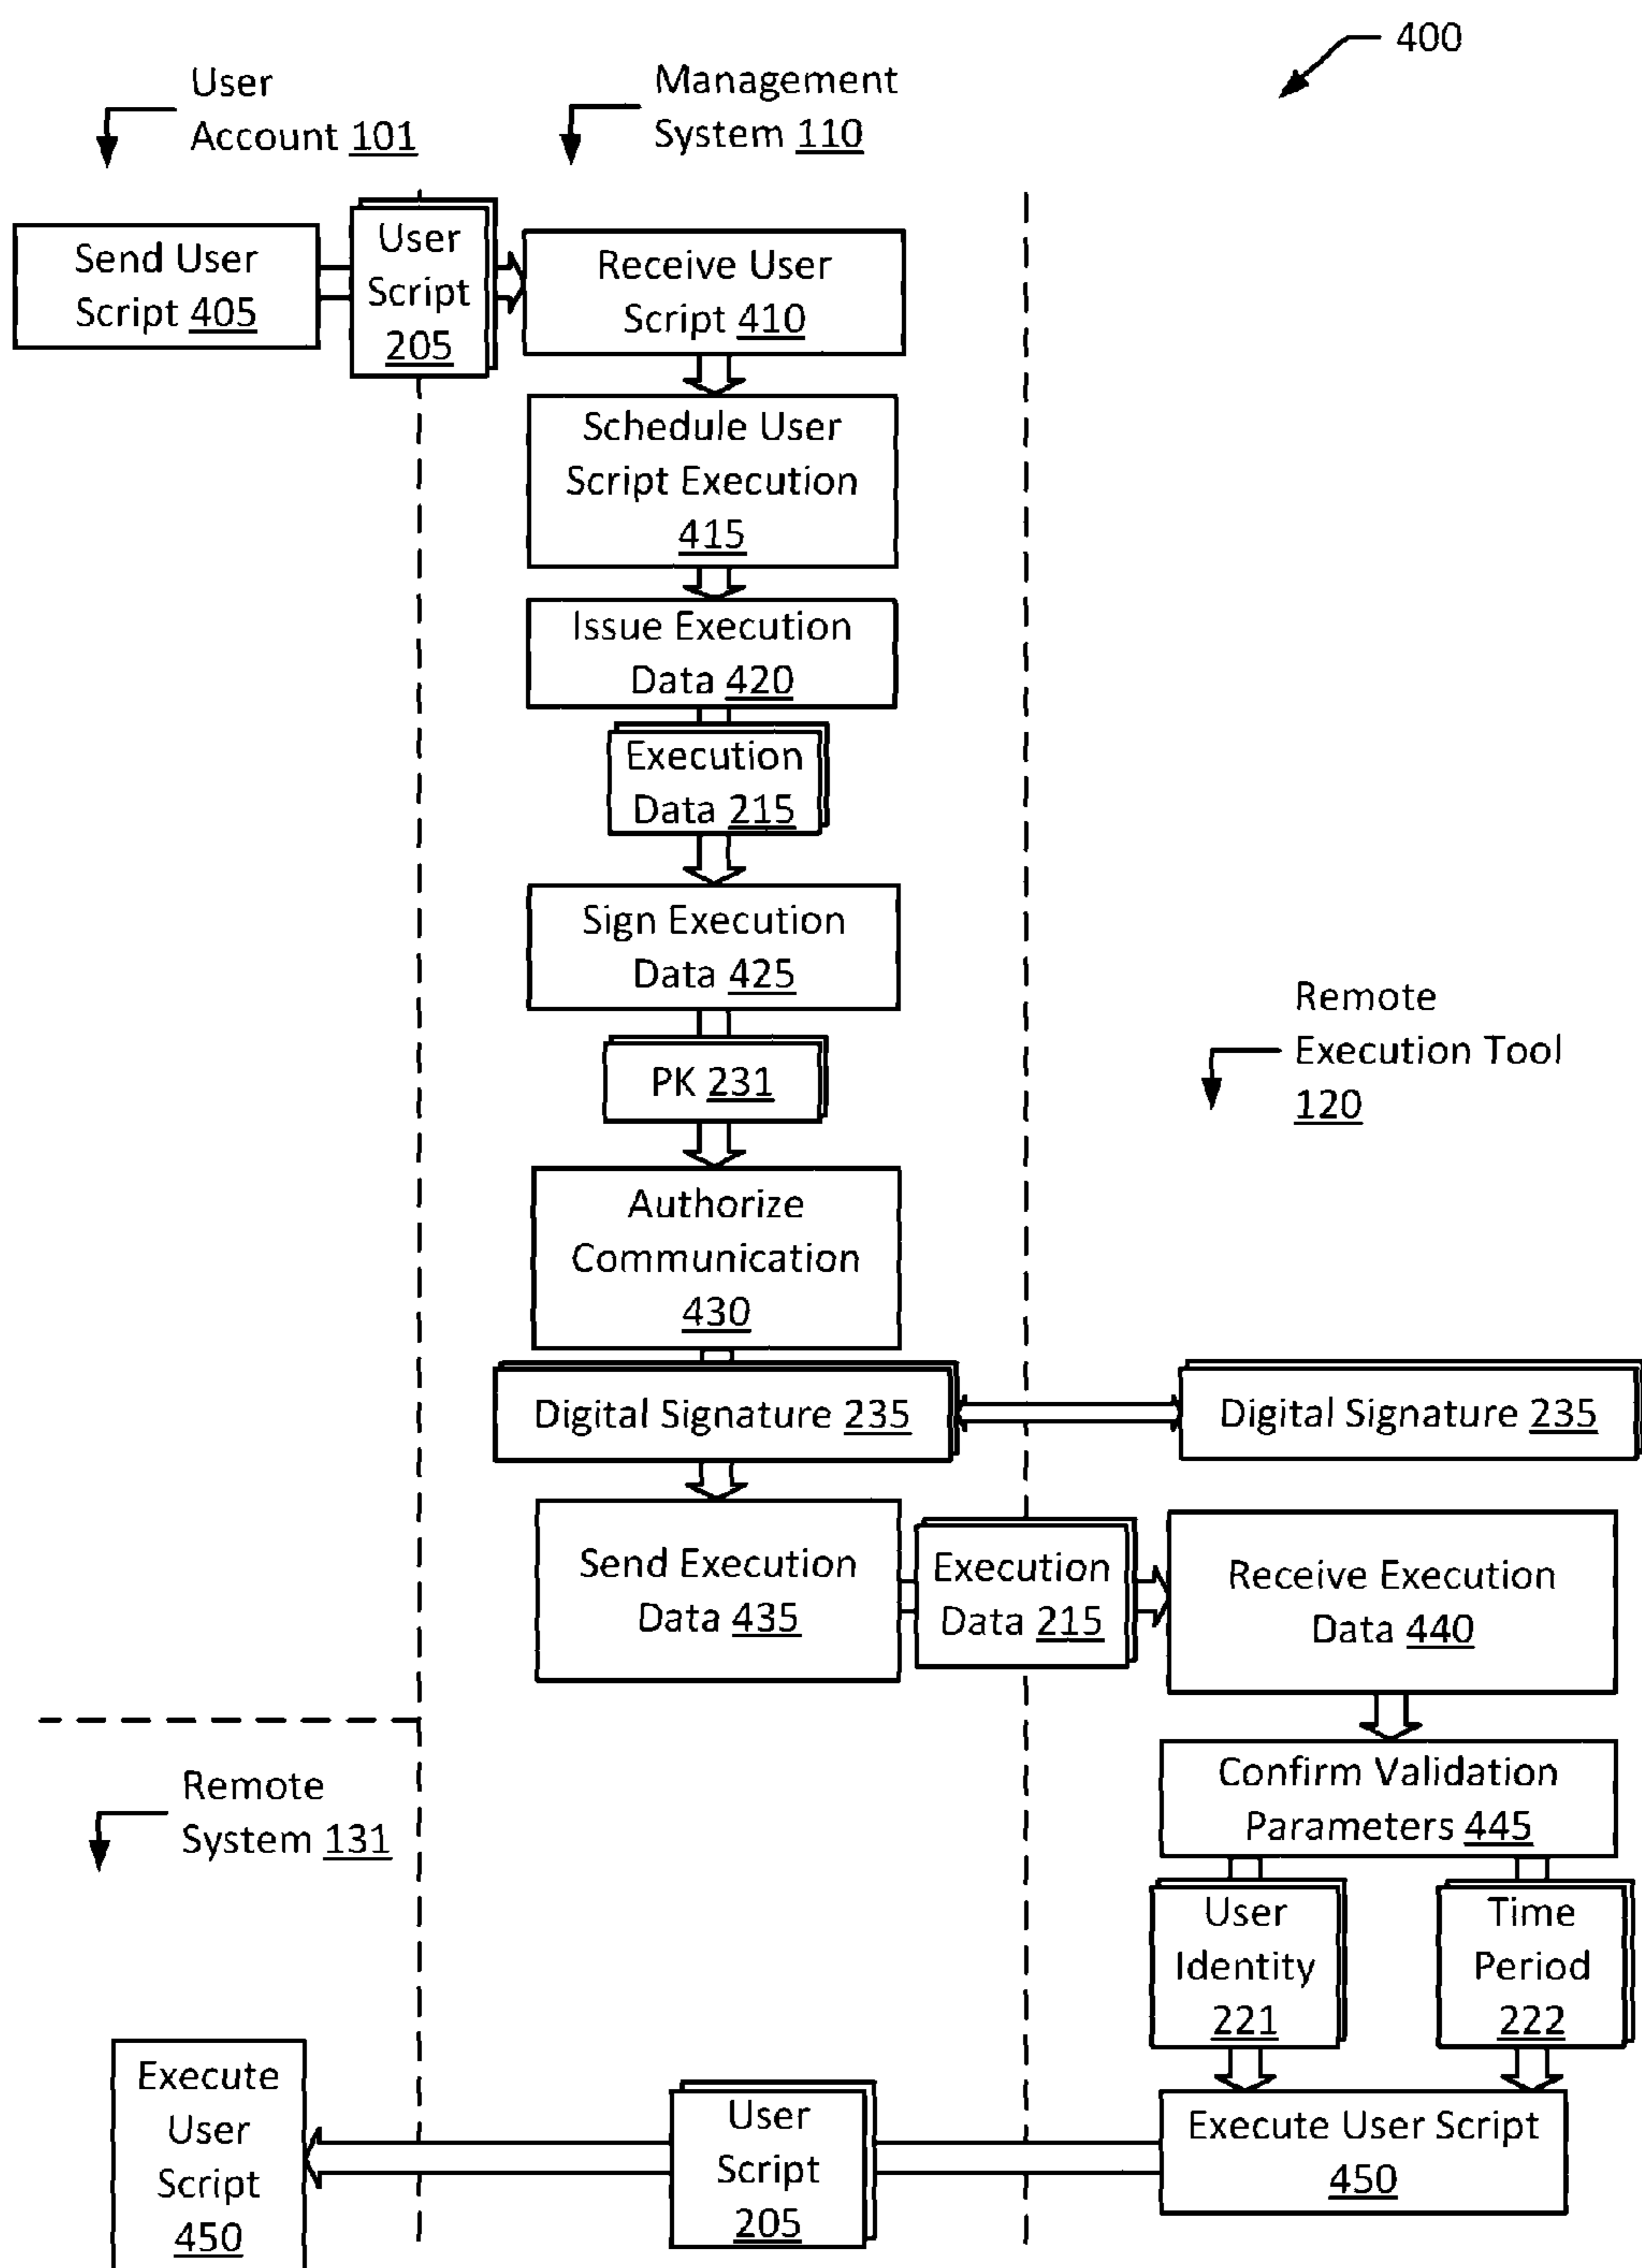 400
User
Account 101
Management
System 110
Send User
Script 405
User
Script
205
Receive User
Script 410
Schedule User
Script Execution
415
Issue Execution
Data 420
Execution
Data 215
Sign Execution
Data 425
PK 231
Remote
Execution Tool
120
Authorize
Communication
430
Digital Signature 235
Digital Signature 235
Send Execution
Data 435
Execution
Data 215
Receive Execution
Data 440
Confirm Validation
Parameters 445
Remote
System 131
User
Identity
221
Time
Period
222
Execute User Script
450
User
Script
205
Execute
User
Script
450